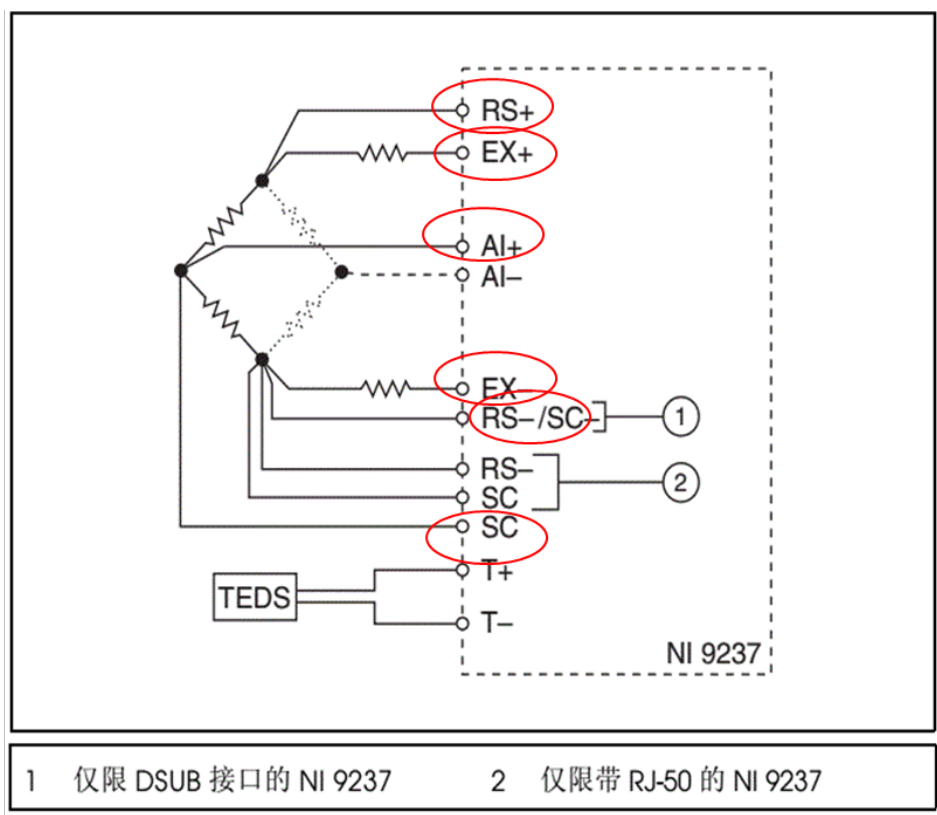 RS+
EX+
AI+
AI–
EX–
RS–/SC–
1
RS–
2
SC
SC
T+
TEDS
T–
NI 9237
1 仅限 DSUB 接口的 NI 9237 2 仅限带 RJ-50 的 NI 9237